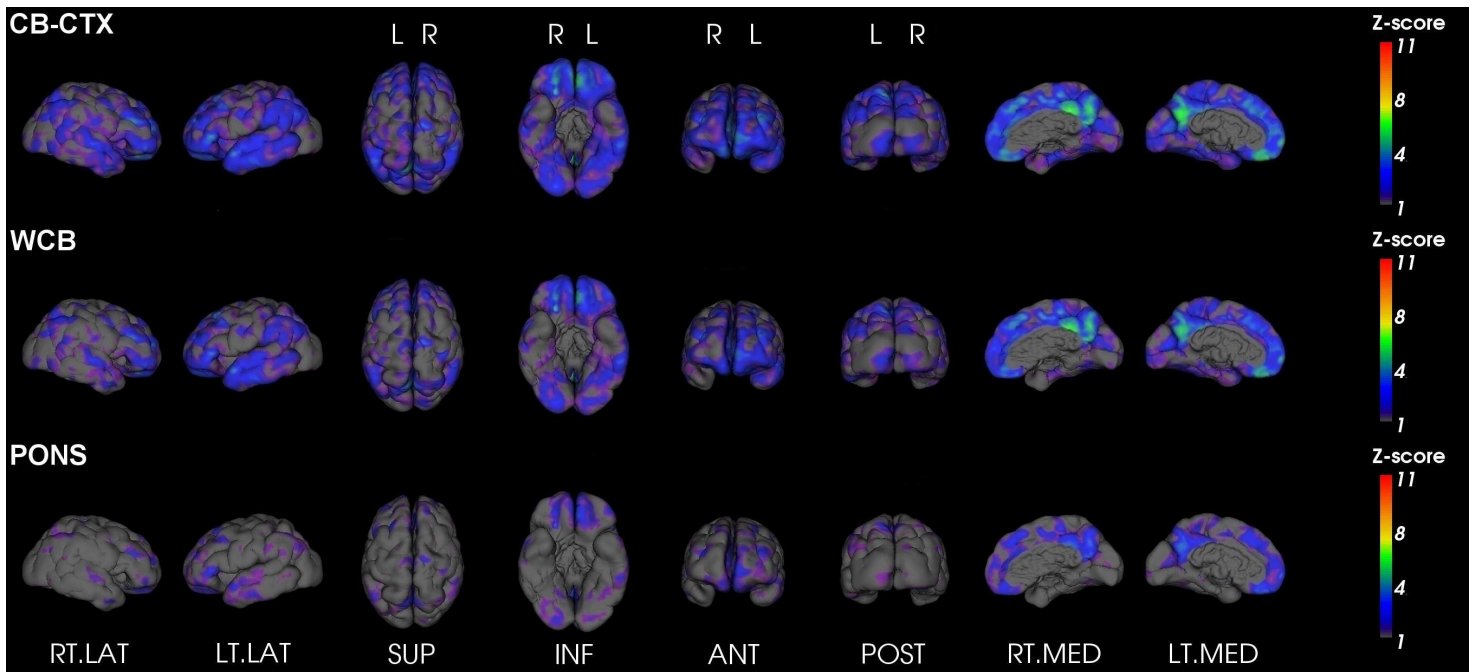 CB-CTX
L R
R L
R L
L R
Z-score
11
8
4
1
WCB
Z-score
11
8
4
1
PONS
Z-score
11
8
4
1
RT.LAT LT.LAT SUP INF ANT POST RT.MED LT.MED